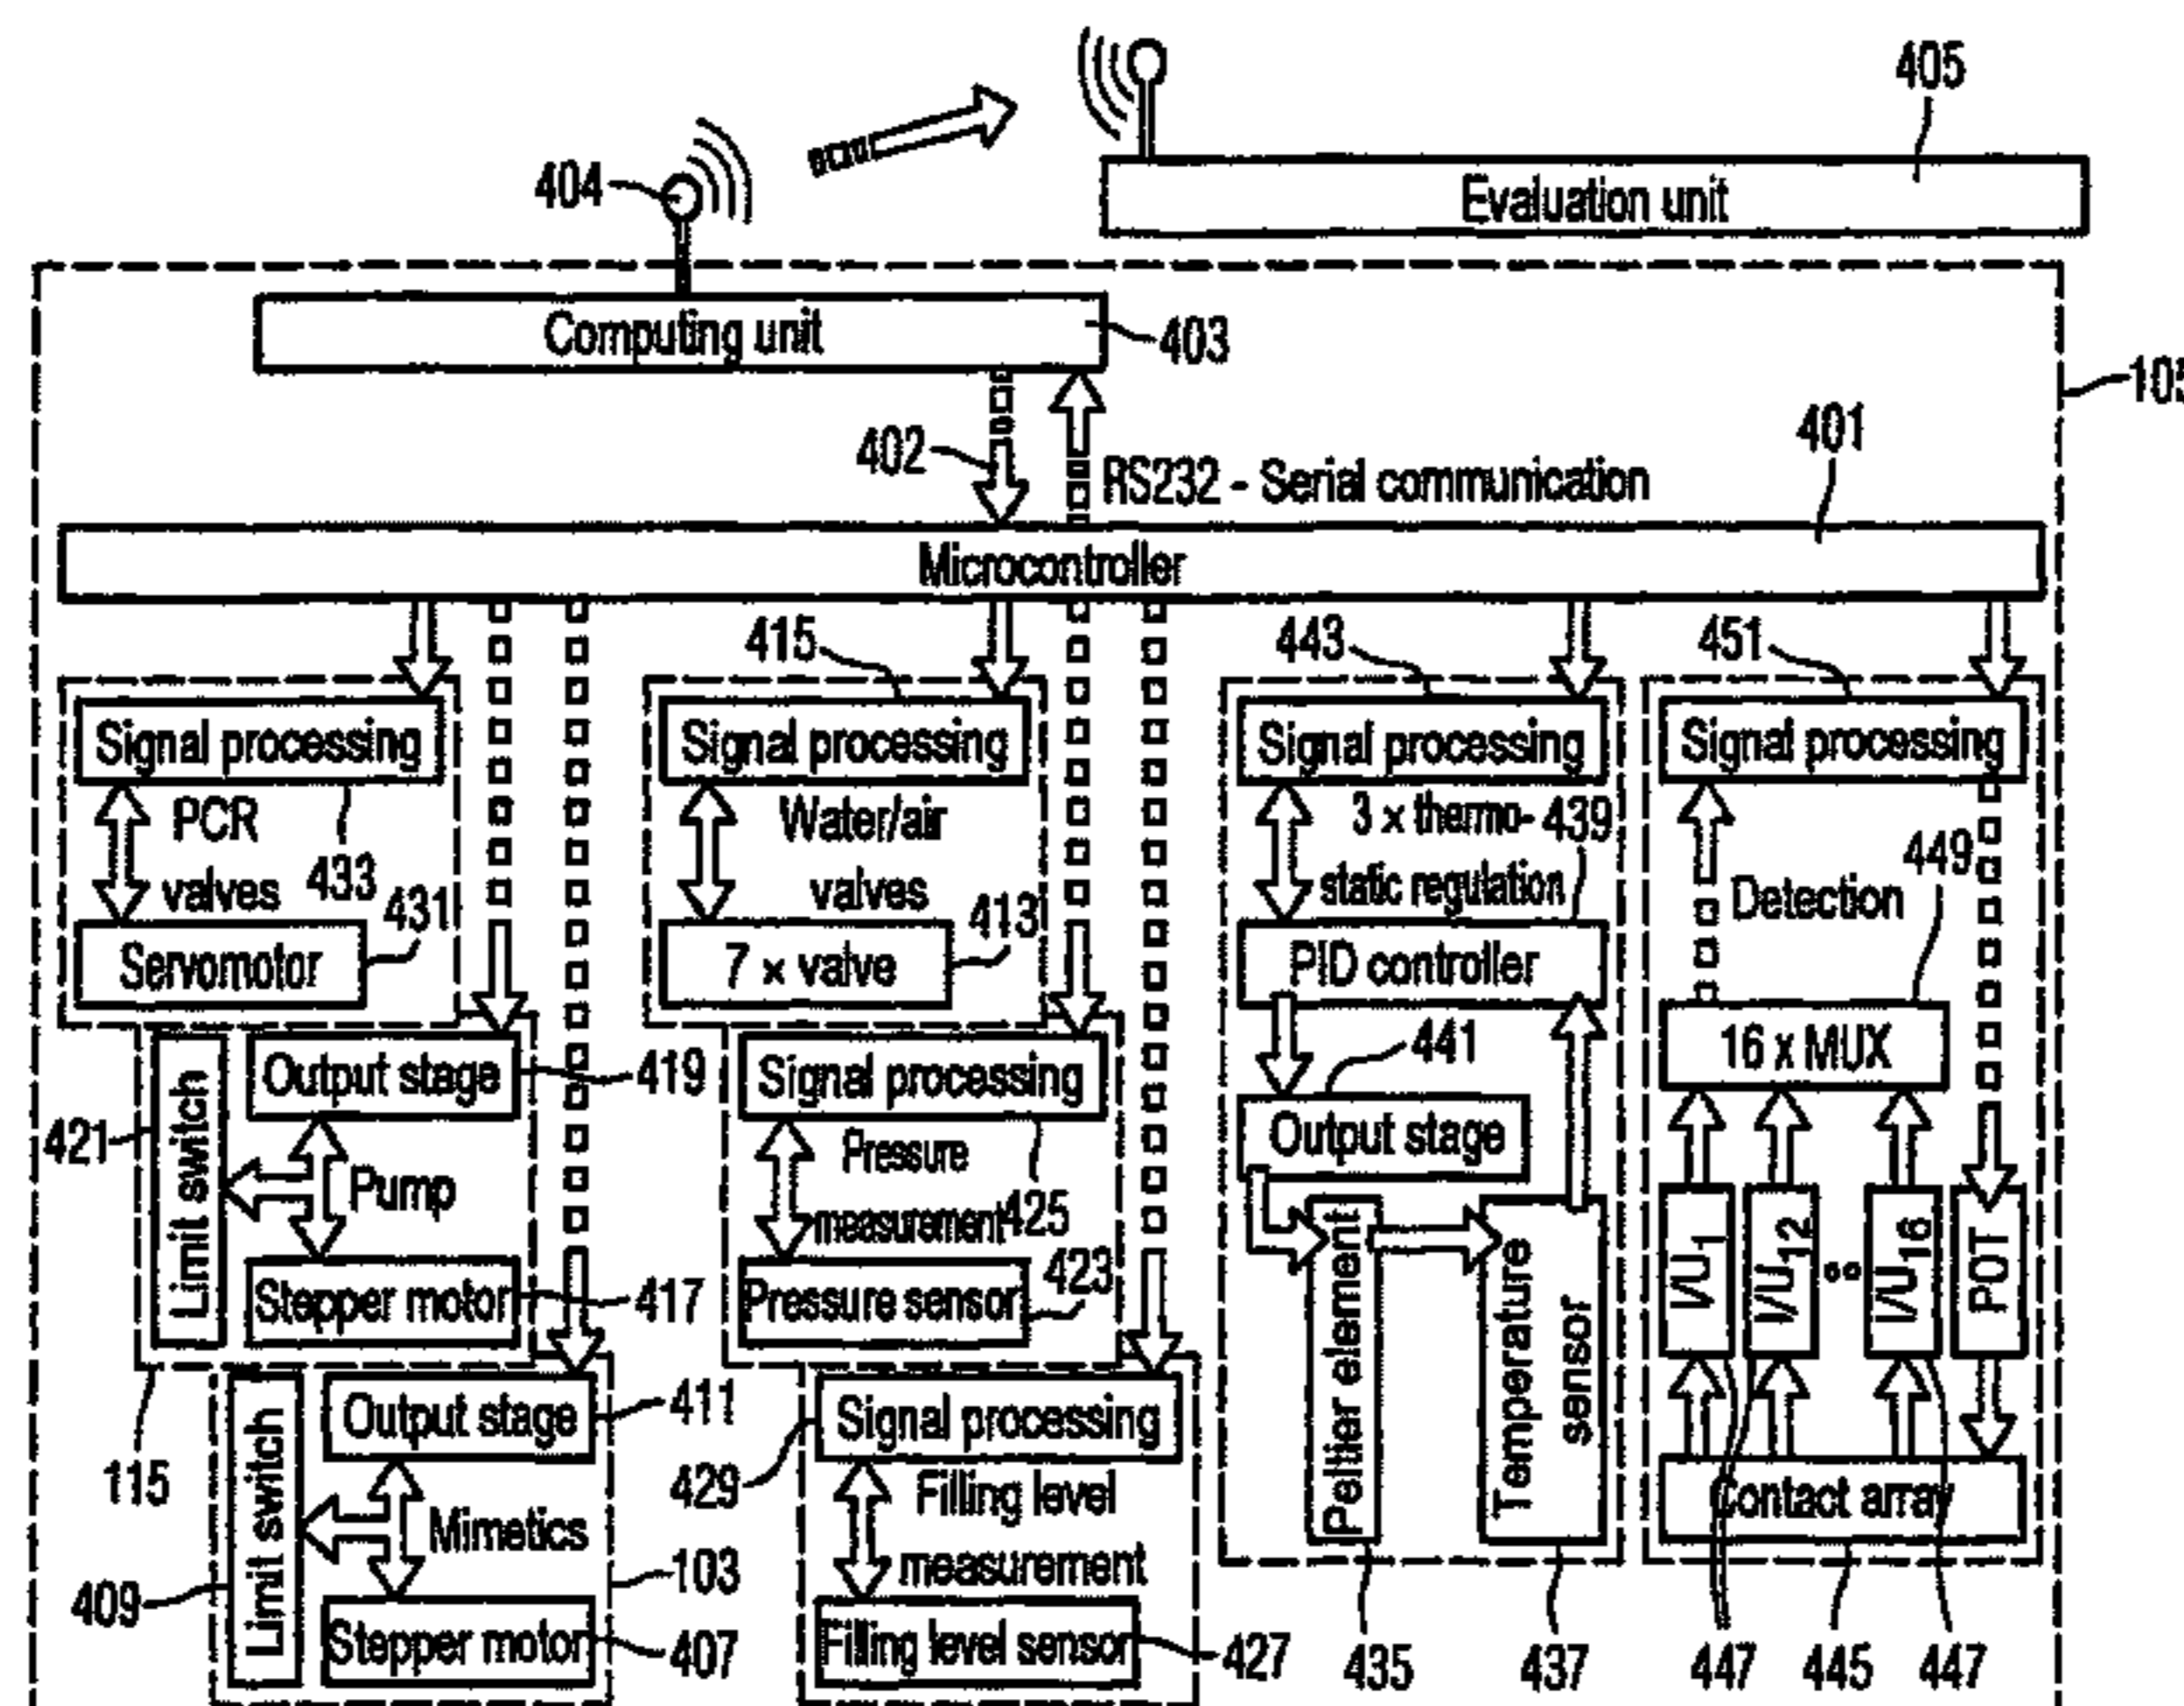 405
404
Evaluation unit
Computing unit
403
105
402
401
RS232 - Serial communication
Microcontroller
415
443
451
Signal processing
Signal processing
Signal processing
Signal processing
PCR
valves
433
431
Servomotor
Water/air
valves
413
7 × valve
3 × thermo-
static regulation
439
PID controller
Detection
449
16 x MUX
421
Limit switch
Output stage
419
Pump
Stepper motor
417
115
Signal processing
Pressure
measurement
425
423
Pressure sensor
441
Output stage
Peltier element
Temperature
sensor
I/U1
I/U12
I/U16
POT
Contact array
409
Limit switch
Output stage
411
Mimetics
103
Stepper motor
407
429
Signal processing
Filling level
measurement
Filling level sensor
427
435
437
447
445
447